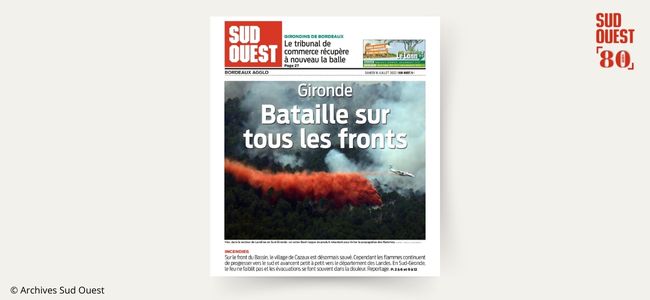 SUD
OUEST
GIRONDINS DE BORDEAUX
Le tribunal de
commerce récupère
à nouveau la balle
Page 27
BORDEAUX AGGLO
Gironde
Bataille sur
tous les fronts
INCENDIES
Sur le front du Bassin, le village de Cazaux est désormais sauvé. Cependant les flammes continuent
de progresser vers le sud et avancent petit à petit vers le département des Landes. En Sud-Gironde,
le feu ne faiblit pas et les évacuations se font souvent dans la douleur. Reportage.
SUD
OUEST
80
© Archives Sud Ouest